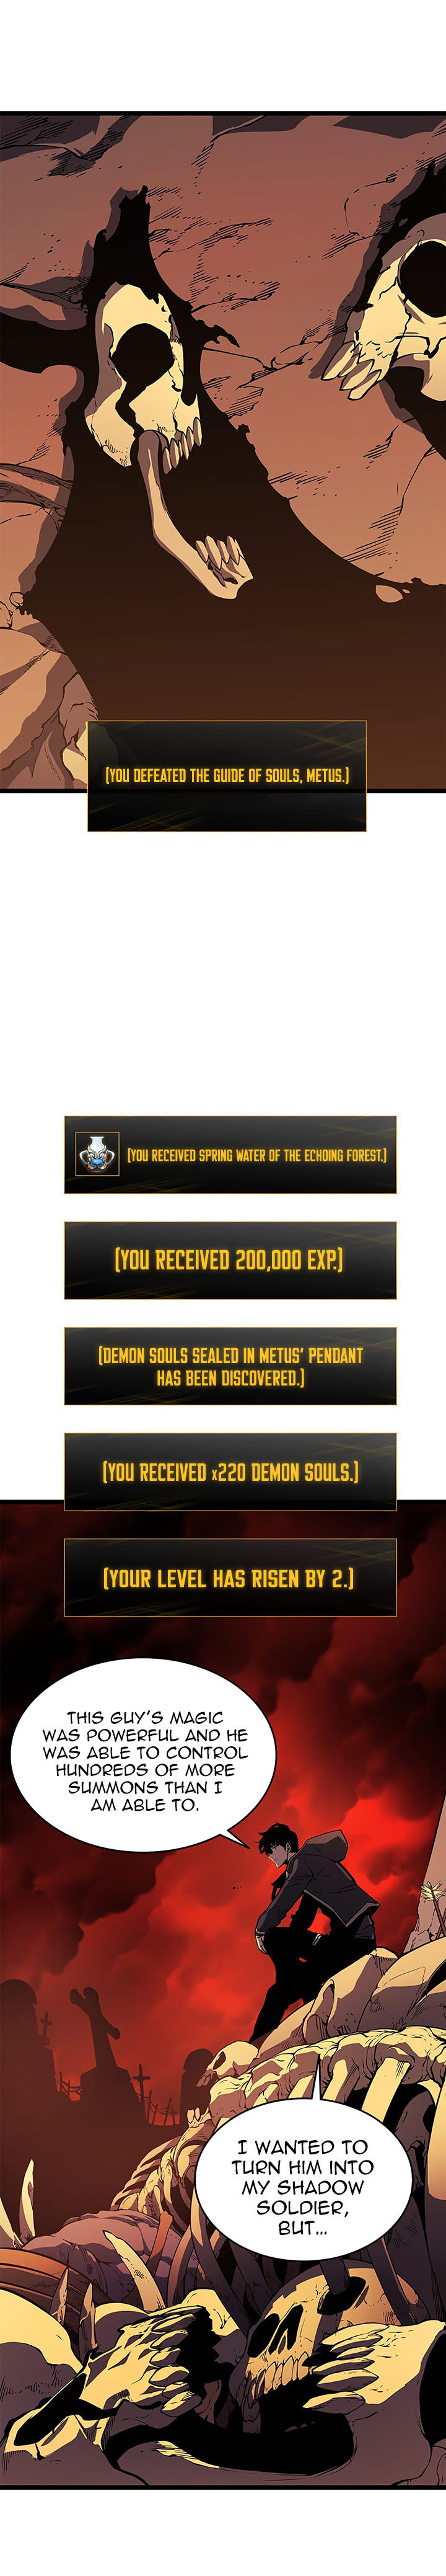 [YOU DEFEATED THE GUIDE OF SOULS, METUS.]
[YOU RECEIVED SPRING WATER OF THE ECHOING FOREST.]
[YOU RECEIVED 200,000 EXP.]
[DEMON SOULS SEALED IN METUS' PENDANT
HAS BEEN DISCOVERED.]
[YOU RECEIVED x220 DEMON SOULS.]
[YOUR LEVEL HAS RISEN BY 2.]
THIS GUY'S MAGIC
WAS POWERFUL AND HE
WAS ABLE TO CONTROL
HUNDREDS OF MORE
SUMMONS THAN I
AM ABLE TO.
I WANTED TO
TURN HIM INTO
MY SHADOW
SOLDIER,
BUT...